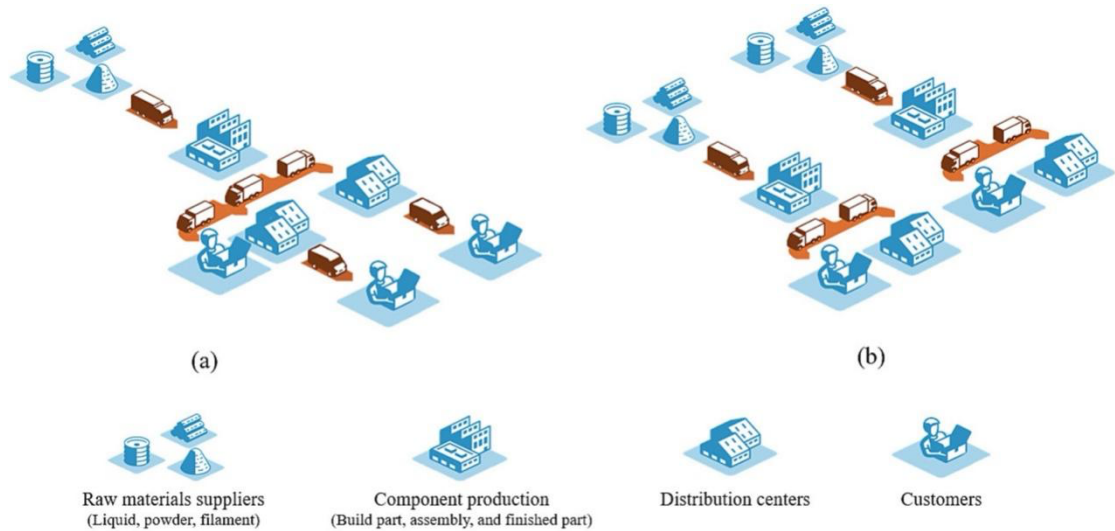 (a)
(b)
Raw materials suppliers
(Liquid, powder, filament)
Component production
(Build part, assembly, and finished part)
Distribution centers
Customers